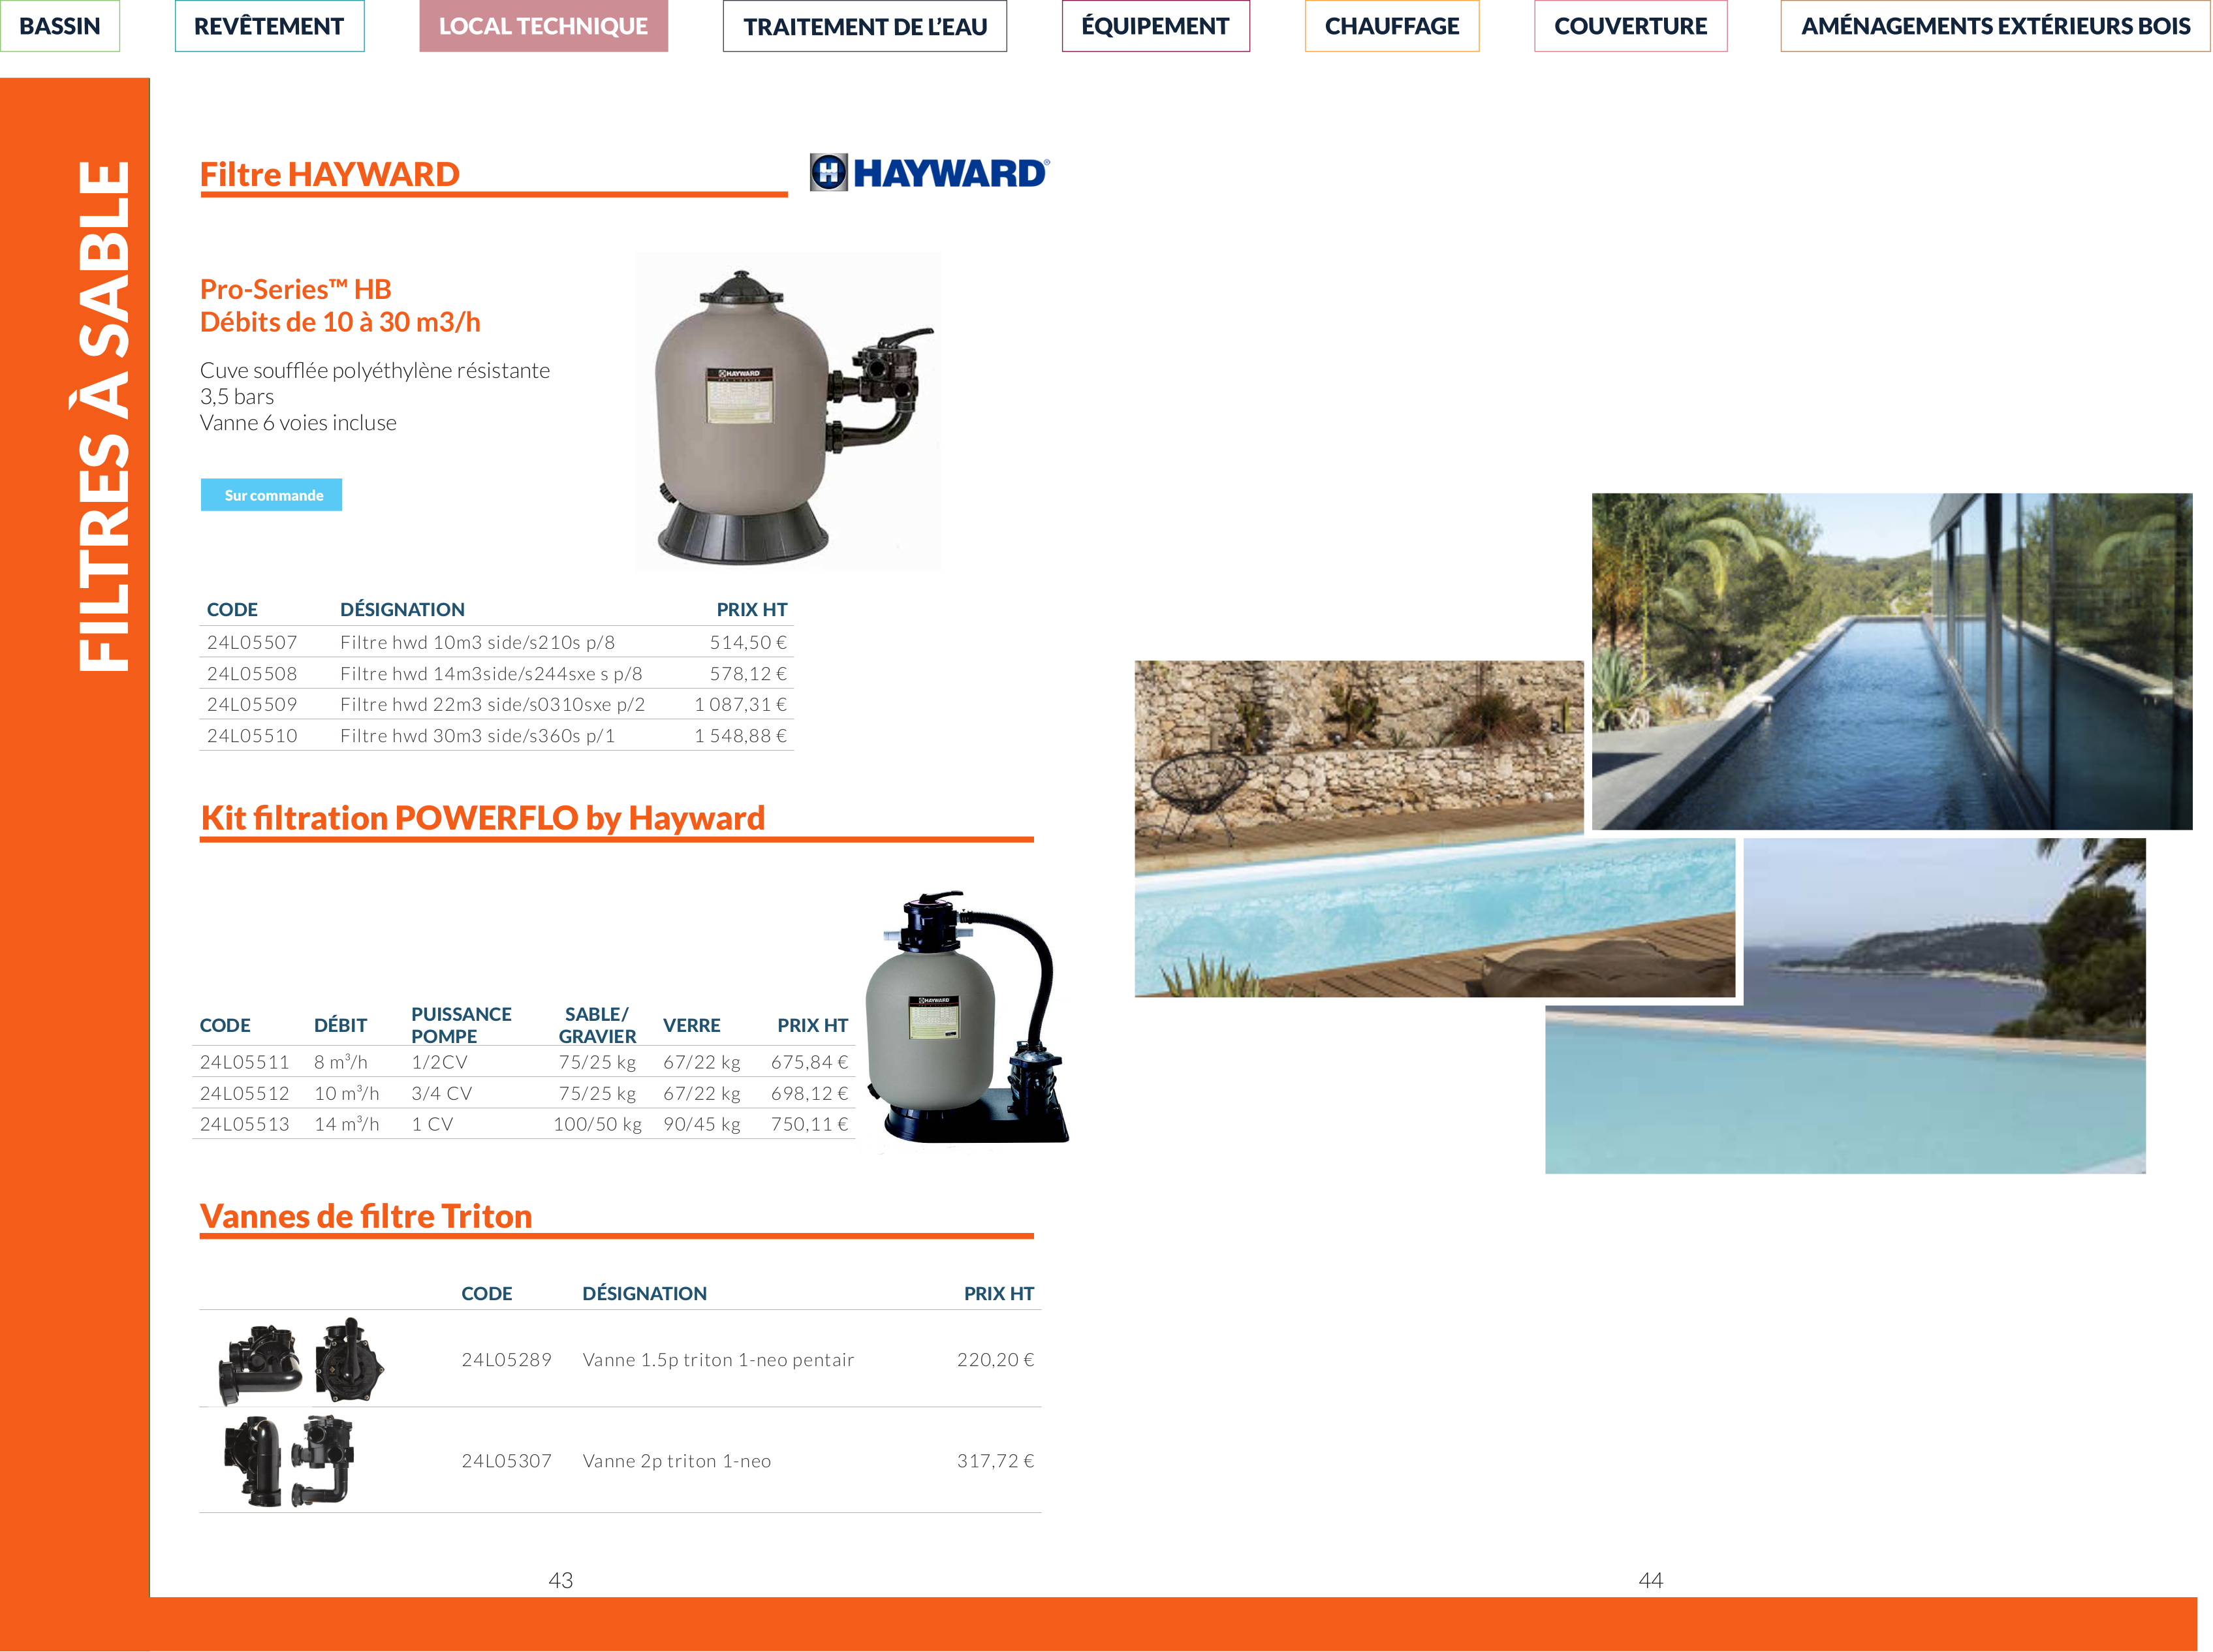 BASSIN
REVÊTEMENT
LOCAL TECHNIQUE
TRAITEMENT DE L’EAU
ÉQUIPEMENT
CHAUFFAGE
COUVERTURE
AMÉNAGEMENTS EXTÉRIEURS BOIS
FILTRES À SABLE
Filtre HAYWARD
HAYWARD®
Pro-Series™ HB
Débits de 10 à 30 m3/h
Cuve soufflée polyéthylène résistante
3,5 bars
Vanne 6 voies incluse
Sur commande
HAYWARD
CODE DÉSIGNATION PRIX HT
24L05507 Filtre hwd 10m3 side/s210s p/8 514,50 €
24L05508 Filtre hwd 14m3side/s244sxe s p/8 578,12 €
24L05509 Filtre hwd 22m3 side/s0310sxe p/2 1 087,31 €
24L05510 Filtre hwd 30m3 side/s360s p/1 1 548,88 €
Kit filtration POWERFLO by Hayward
HAYWARD
CODE DÉBIT PUISSANCE POMPE SABLE/ GRAVIER VERRE PRIX HT
24L05511 8 m³/h 1/2CV 75/25 kg 67/22 kg 675,84 €
24L05512 10 m³/h 3/4 CV 75/25 kg 67/22 kg 698,12 €
24L05513 14 m³/h 1 CV 100/50 kg 90/45 kg 750,11 €
Vannes de filtre Triton
CODE DÉSIGNATION PRIX HT
24L05289 Vanne 1.5p triton 1-neo pentair 220,20 €
24L05307 Vanne 2p triton 1-neo 317,72 €
43
44